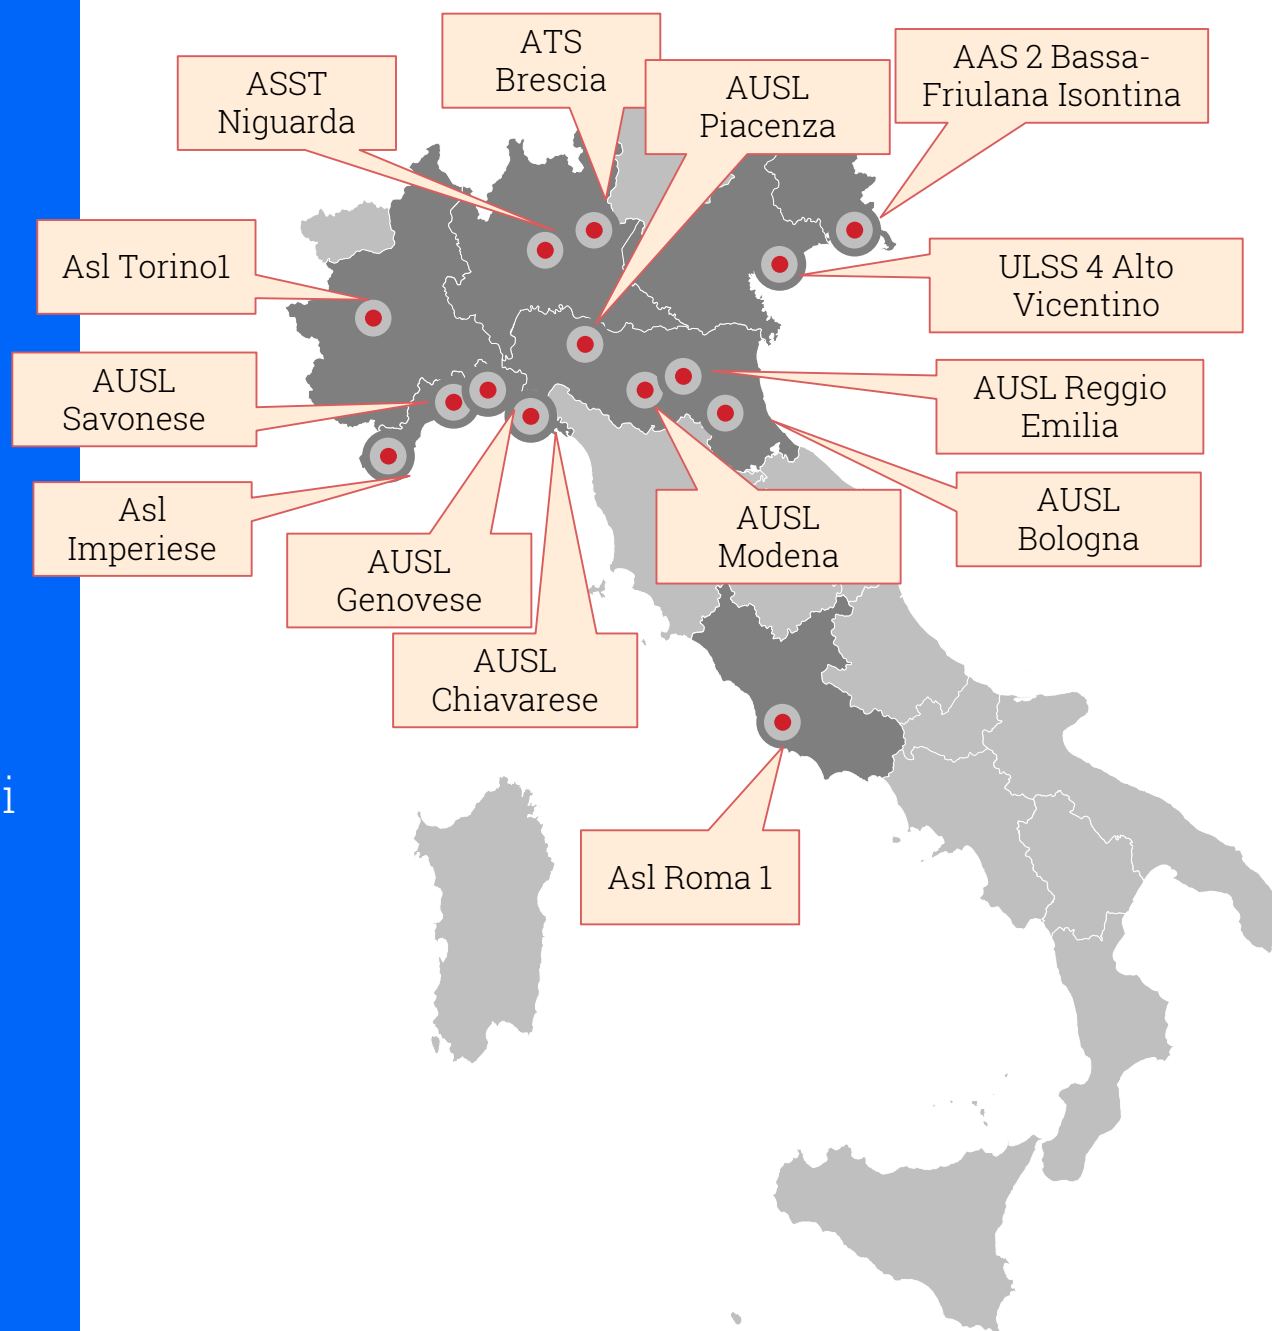 ATS
Brescia
AAS 2 Bassa-
Friulana Isontina
ASST
Niguarda
AUSL
Piacenza
Asl Torino1
ULSS 4 Alto
Vicentino
AUSL
Savonese
AUSL Reggio
Emilia
Asl
Imperiese
AUSL
Bologna
AUSL
Modena
AUSL
Genovese
AUSL
Chiavarese
i
Asl Roma 1